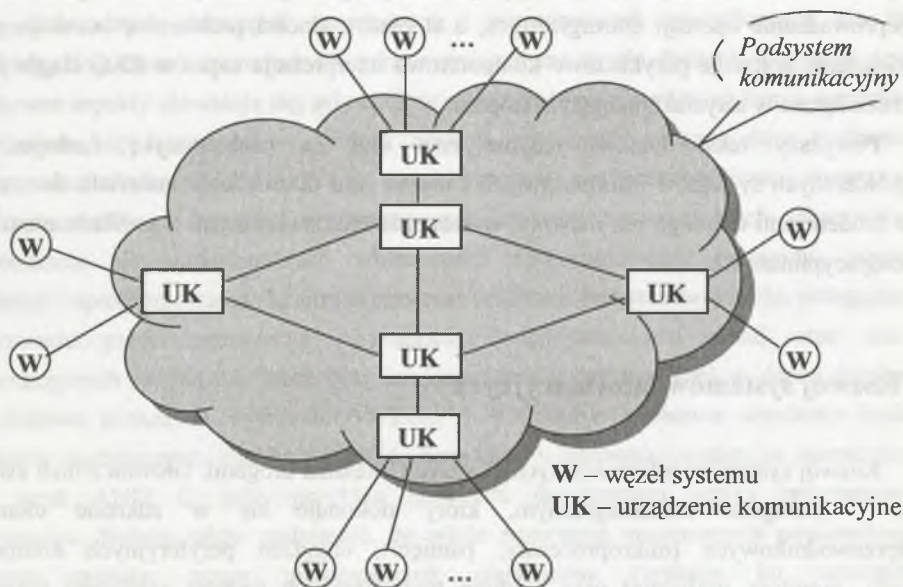 W W ... W
Podsystem
komunikacyjny
UK
UK
W W
UK UK
W UK W
UK
W – węzeł systemu
UK – urządzenie komunikacyjne
W W ... W